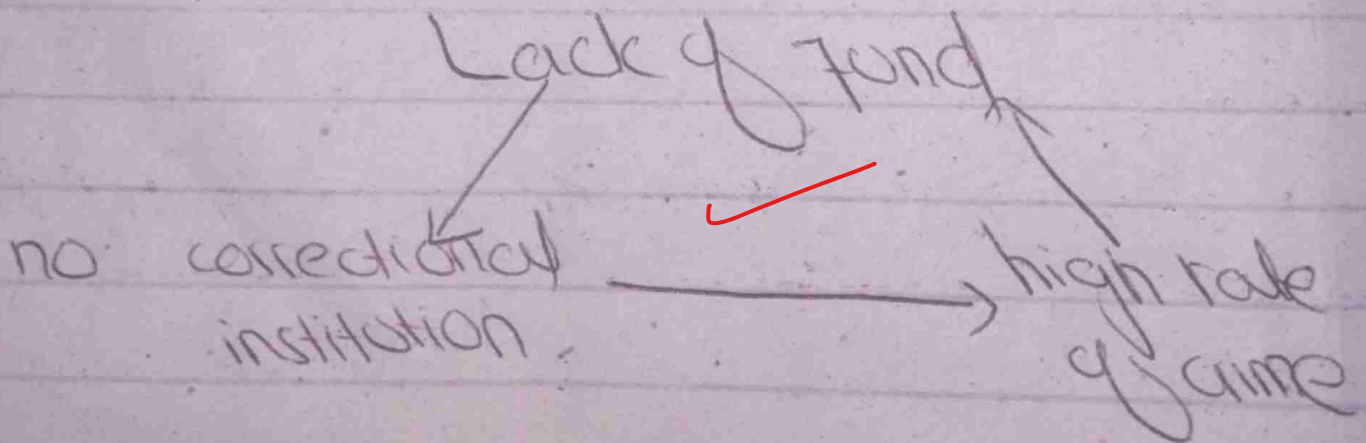 Lack of fund
no correctional
institution.
high rate
of crime